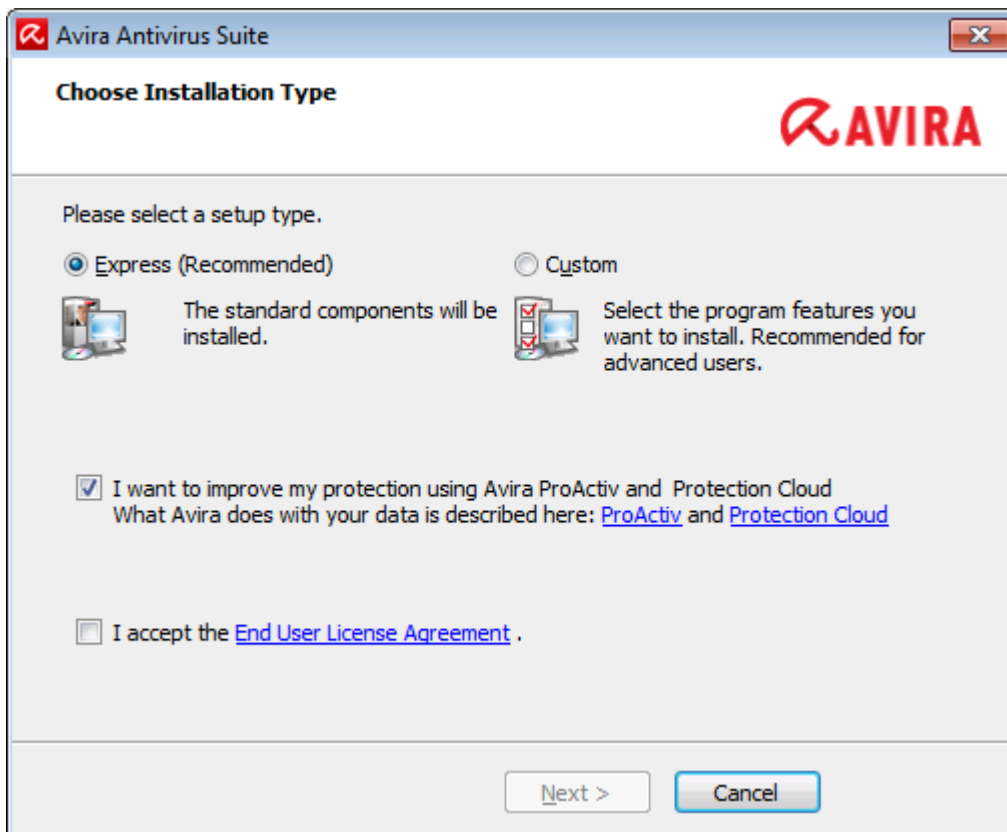 Avira Antivirus Suite
Choose Installation Type
AVIRA
Please select a setup type.
Express (Recommended)
The standard components will be
installed.
Custom
Select the program features you
want to install. Recommended for
advanced users.
I want to improve my protection using Avira ProActiv and  Protection Cloud
What Avira does with your data is described here: ProActiv and Protection Cloud
I accept the End User License Agreement .
Next >
Cancel